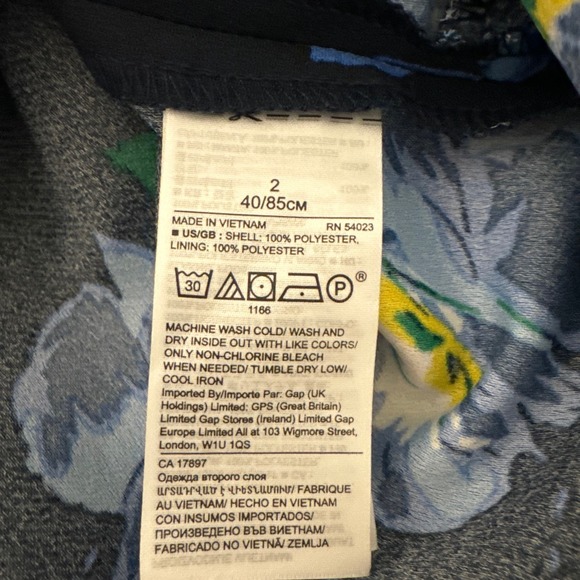 2
40/85CM
MADE IN VIETNAM RN 54023
■ US/GB : SHELL: 100% POLYESTER,
LINING: 100% POLYESTER
30 P ®
1166
MACHINE WASH COLD/ WASH AND
DRY INSIDE OUT WITH LIKE COLORS/
ONLY NON-CHLORINE BLEACH
WHEN NEEDED/ TUMBLE DRY LOW/
COOL IRON
Imported By/Importe Par: Gap (UK
Holdings) Limited: GPS (Great Britain)
Limited Gap Stores (Ireland) Limited Gap
Europe Limited All at 103 Wigmore Street,
London, W1U 1QS
CA 17897
Одежда второго слоя
ԱՐՏԱԴՐՎԱԾ Է ՎԻԵՏՆԱՄՈՒՄ/ FABRIQUE
AU VIETNAM/ HECHO EN VIETNAM
CON INSUMOS IMPORTADOS/
ПРОИЗВЕДЕНО ВЬВ ВИЕТНАМ/
FABRICADO NO VIETNÃ/ ZEMLJA